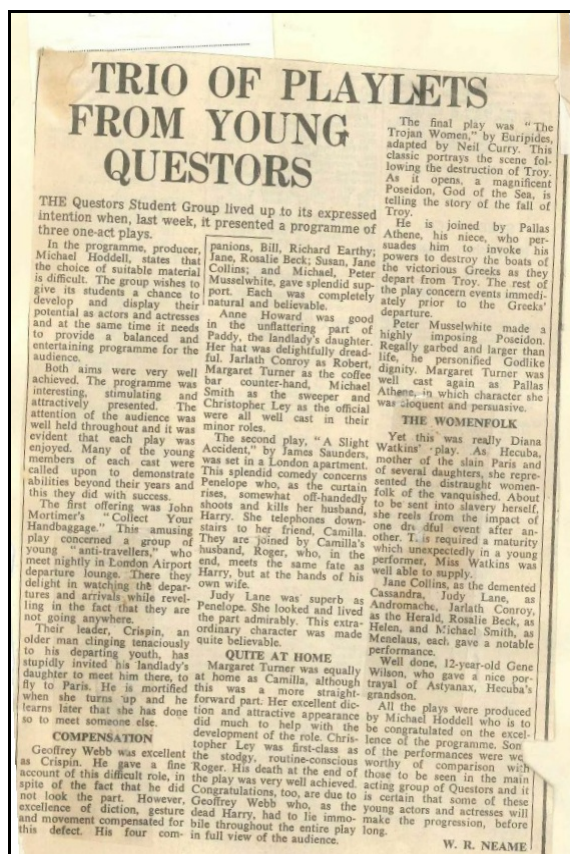 TRIO OF PLAYLETS
FROM YOUNG
QUESTORS
THE Questors Student Group lived up to its expressed
intention when, last week, it presented a programme of
three one-act plays.
In the programme, producer,
Michael Hoddell, states that
the choice of suitable material
is difficult. The group wishes to
give its students a chance to
develop and display their
potential as actors and actresses
and at the same time it needs
to provide a balanced and
entertaining programme for the
audience.
Both aims were very well
achieved. The programme was
interesting, stimulating and
attractively presented. The
attention of the audience was
well held throughout and it was
evident that each play was
enjoyed. Many of the young
members of each cast were
called upon to demonstrate
abilities beyond their years and
this they did with success.
The first offering was John
Mortimer's "Collect Your
Handbaggage." This amusing
play concerned a group of
young "anti-travellers," who
meet nightly in London Airport
departure lounge. There they
delight in watching the depar-
tures and arrivals while revel-
ling in the fact that they are
not going anywhere.
Their leader, Crispin, an
older man clinging tenaciously
to his departing youth, has
stupidly invited his landlady's
daughter to meet him there, to
fly to Paris. He is mortified
when she turns up and he
learns later that she has done
so to meet someone else.
COMPENSATION
Geoffrey Webb was excellent
as Crispin. He gave a fine
account of this difficult role, in
spite of the fact that he did
not look the part. However,
excellence of diction, gesture
and movement compensated for
this defect. His four com-
panions, Bill, Richard Earthy;
Jane, Rosalie Beck; Susan, Jane
Collins; and Michael, Peter
Musselwhite, gave splendid sup-
port. Each was completely
natural and believable.
Anne Howard was good
in the unflattering part of
Paddy, the landlady's daughter.
Her hat was delightfully dread-
ful. Jarlath Conroy as Robert,
Margaret Turner as the coffee
bar counter-hand, Michael
Smith as the sweeper and
Christopher Ley as the official
were all well cast in their
minor roles.
The second play, "A Slight
Accident," by James Saunders,
was set in a London apartment.
This splendid comedy concerns
Penelope who, as the curtain
rises, somewhat off-handedly
shoots and kills her husband,
Harry. She telephones down-
stairs to her friend, Camilla.
They are joined by Camilla's
husband, Roger, who, in the
end, meets the same fate as
Harry, but at the hands of his
own wife.
Judy Lane was superb as
Penelope. She looked and lived
the part admirably. This extra-
ordinary character was made
quite believable.
QUITE AT HOME
Margaret Turner was equally
at home as Camilla, although
this was a more straight-
forward part. Her excellent dic-
tion and attractive appearance
did much to help with the
development of the role. Chris-
topher Ley was first-class as
the stodgy, routine-conscious
Roger. His death at the end of
the play was very well achieved.
Congratulations, too, are due to
Geoffrey Webb who, as the
dead Harry, had to lie immo-
bile throughout the entire play
in full view of the audience.
The final play was "The
Trojan Women," by Euripides,
adapted by Neil Curry. This
classic portrays the scene fol-
lowing the destruction of Troy.
As it opens, a magnificent
Poseidon, God of the Sea, is
telling the story of the fall of
Troy.
He is joined by Pallas
Athene, his niece, who per-
suades him to invoke his
powers to destroy the boats of
the victorious Greeks as they
depart from Troy. The rest of
the play concern events immedi-
ately prior to the Greeks'
departure.
Peter Musselwhite made a
highly imposing Poseidon.
Regally garbed and larger than
life, he personified Godlike
dignity. Margaret Turner was
well cast again as Pallas
Athene, in which character she
was eloquent and persuasive.
THE WOMENFOLK
Yet this was really Diana
Watkins' play. As Hecuba,
mother of the slain Paris and
of several daughters, she repre-
sented the distraught women-
folk of the vanquished. About
to be sent into slavery herself,
she reels from the impact of
one event after an-
other. is required a maturity
which unexpectedly in a young
performer, Miss Watkins was
well able to supply.
Jane Collins, as the demented
Cassandra, Judy Lane, as
Andromache, Jarlath Conroy,
as the Herald, Rosalie Beck, as
Helen, and Michael Smith, as
Menelaus, each gave a notable
performance.
Well done, 12-year-old Gene
Wilson, who gave a nice por-
trayal of Astyanax, Hecuba's
grandson.
All the plays were produced
by Michael Hoddell who is to
be congratulated on the excel-
lence of the programme. Som
of the performances were we
worthy of comparison with
those to be seen in the main
acting group of Questors and it
is certain that some of these
young actors and actresses will
make the progression, before
long.
W. R. NEAME